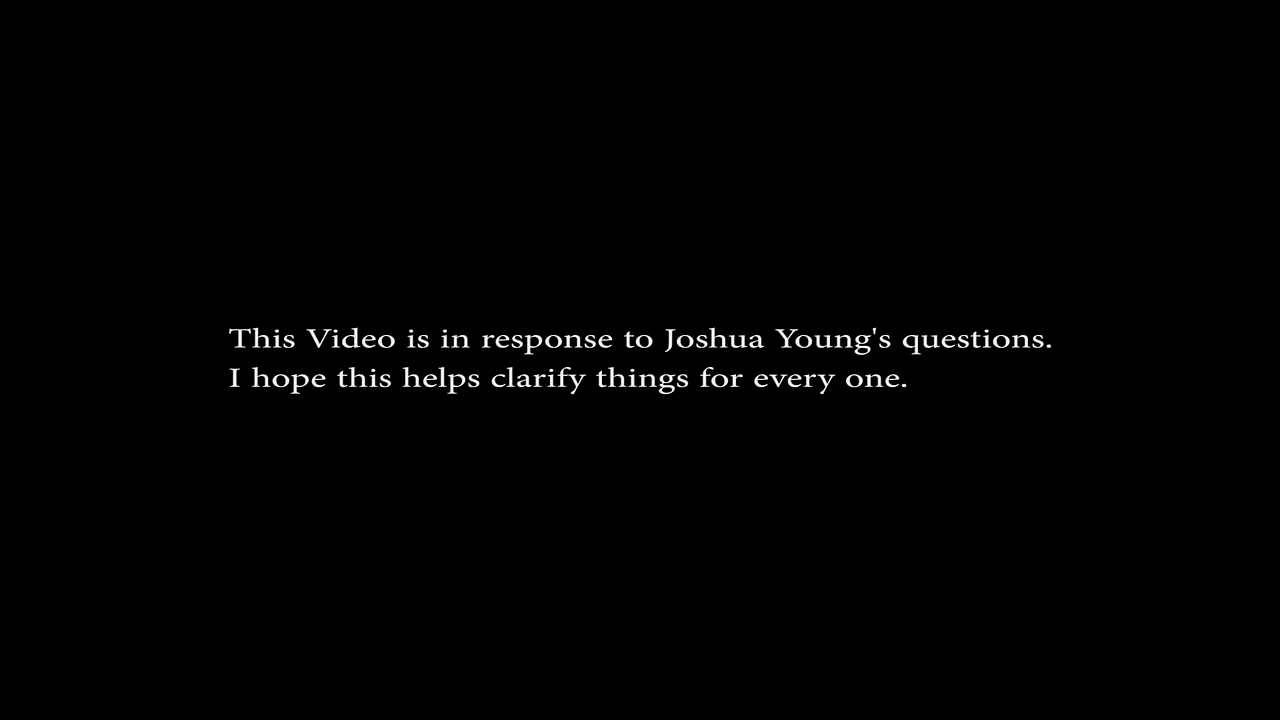 This Video is in response to Joshua Young's questions.
I hope this helps clarify things for every one.